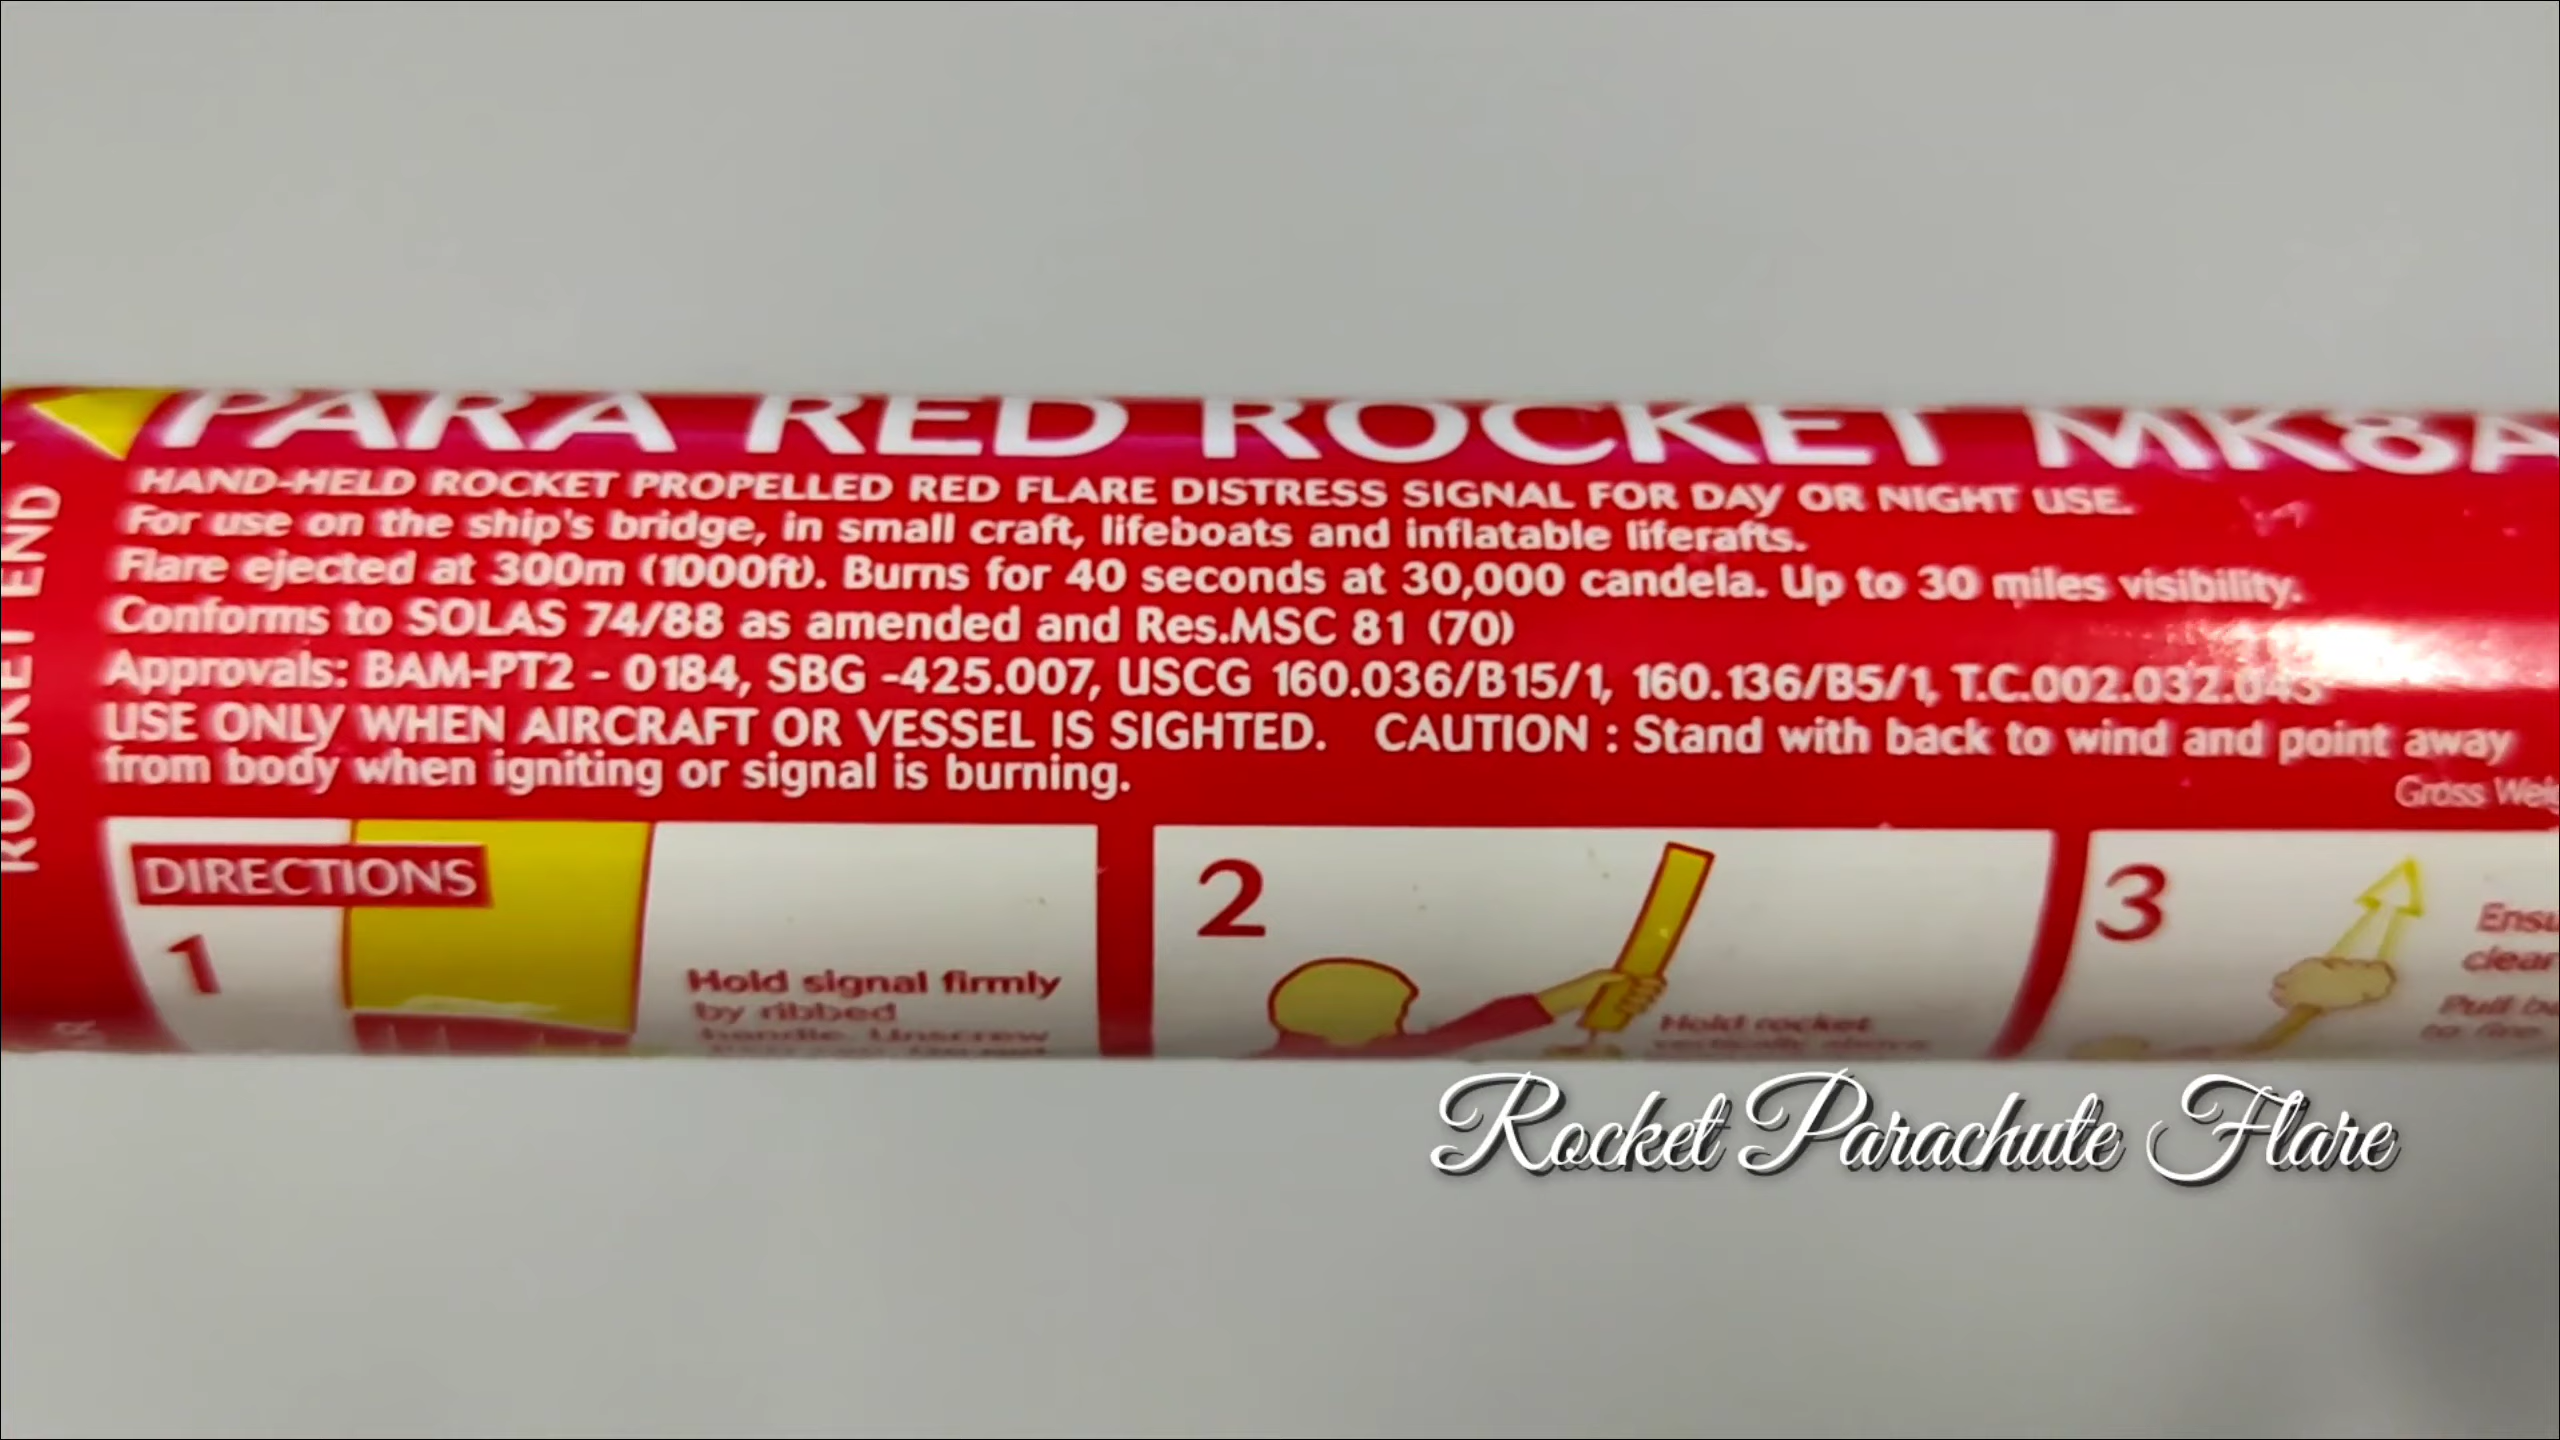 PARA RED ROCKET MK8A
HAND-HELD ROCKET PROPELLED RED FLARE DISTRESS SIGNAL FOR DAY OR NIGHT USE.
For use on the ship's bridge, in small craft, lifeboats and inflatable liferafts.
Flare ejected at 300m (1000ft). Burns for 40 seconds at 30,000 candela. Up to 30 miles visibility.
Conforms to SOLAS 74/88 as amended and Res.MSC 81 (70)
Approvals: BAM-PT2 - 0184, SBG -425.007, USCG 160.036/B15/1, 160.136/B5/1,
USE ONLY WHEN AIRCRAFT OR VESSEL IS SIGHTED. CAUTION : Stand with back to wind and point away
from body when igniting or signal is burning.
Gross
ROCKET END
DIRECTIONS
1
Hold signal firmly
by ribbed
handle. Unscrew
2
Hold rocket
vertically above
3
clear
Pull
to fire.
Rocket Parachute Flare